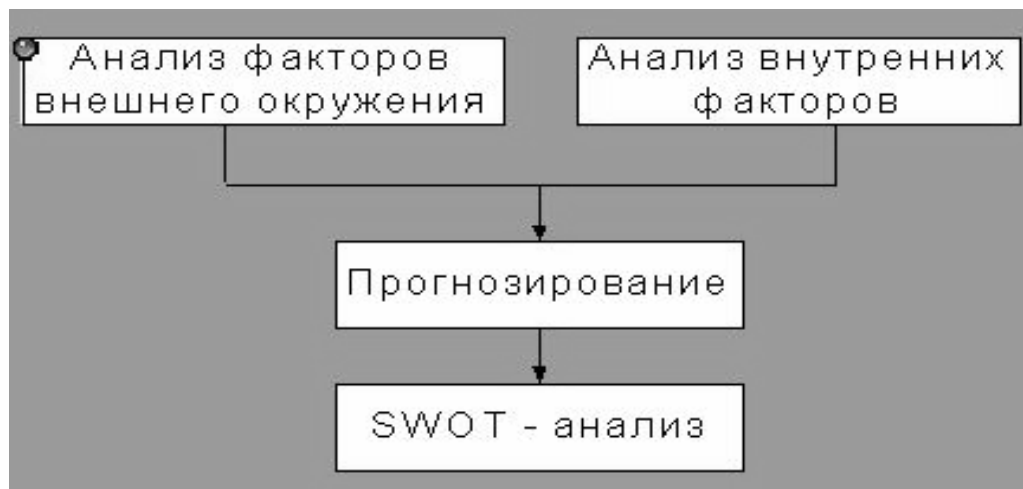 Анализ факторов
внешнего окружения
Анализ внутренних
факторов
Прогнозирование
SWOT - анализ